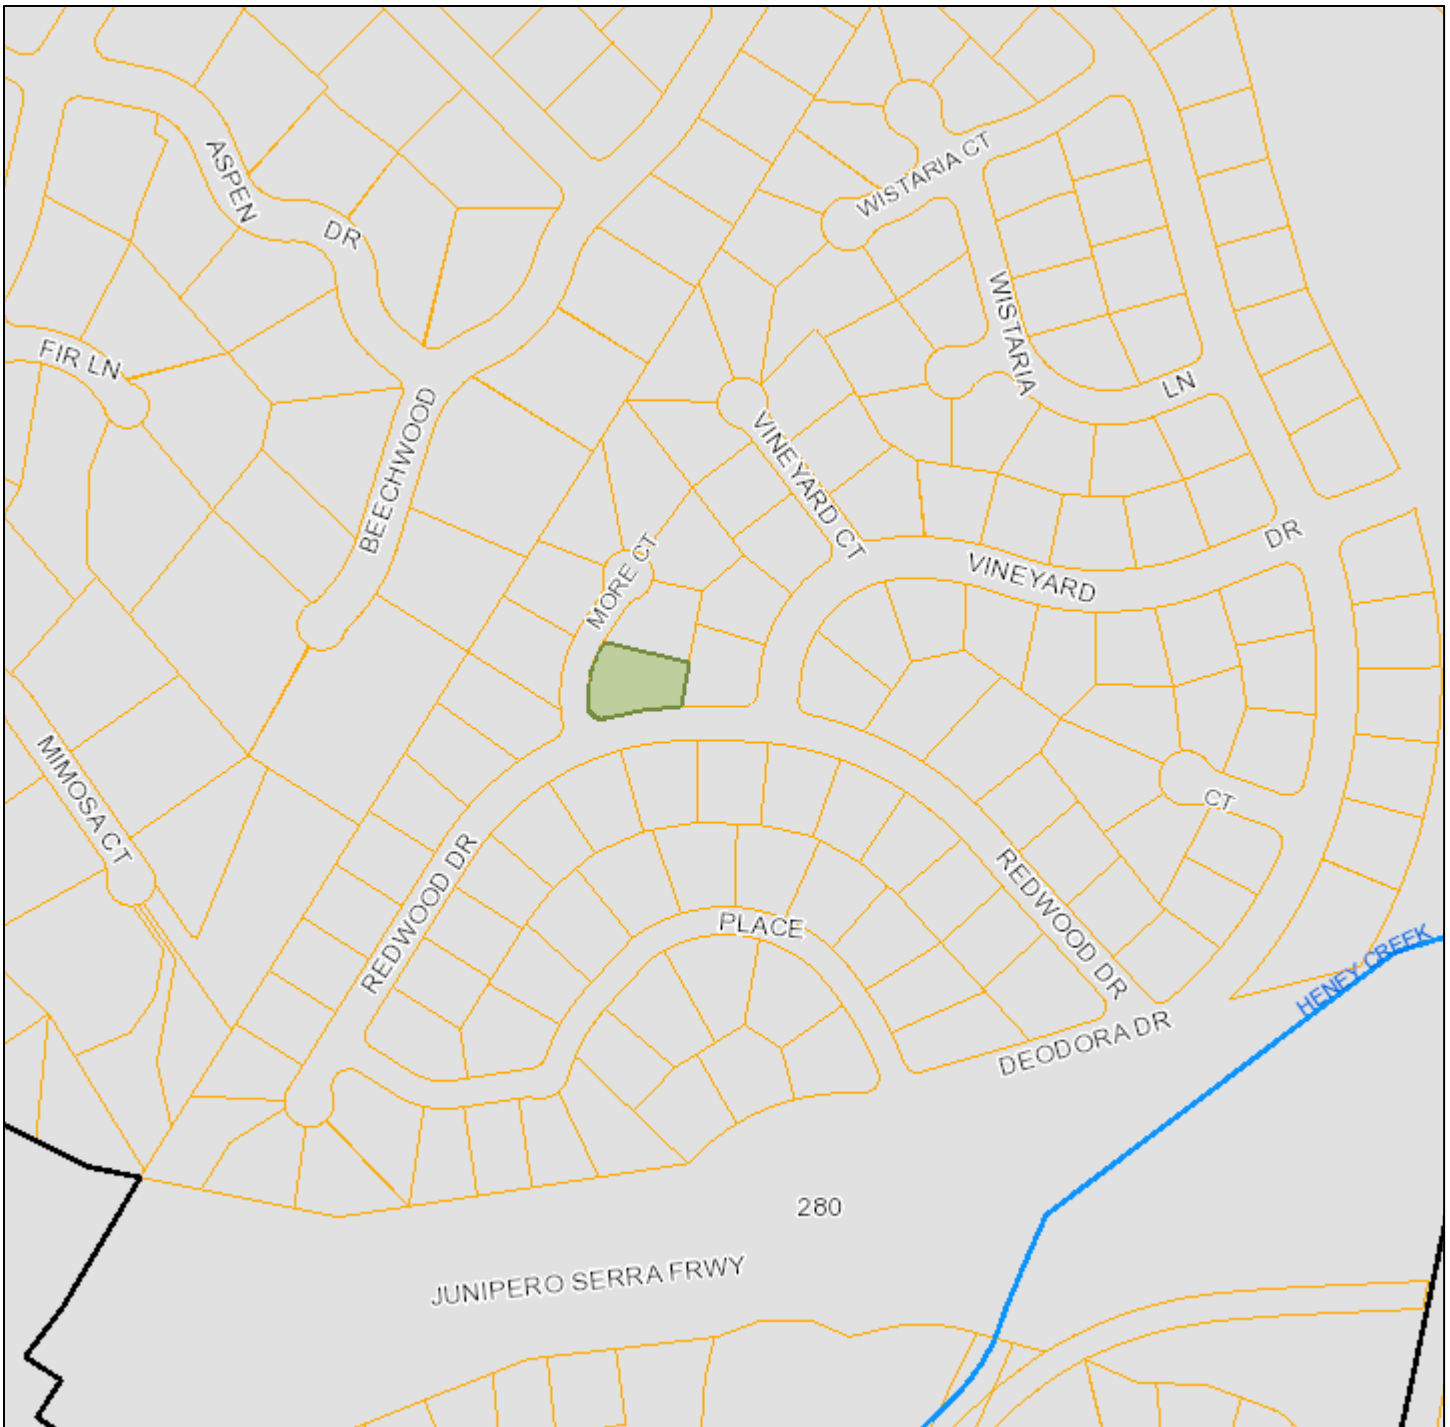 WISTARIA CT
ASPEN
DR
WISTARIA
FIR LN
LN
BEECHWOOD
VINEYARD CT
DR
MORE CT
VINEYARD
MIMOSA CT
CT
REDWOOD DR
REDWOOD DR
PLACE
HENEY CREEK
DEODORA DR
280
JUNIPERO SERRA FRWY